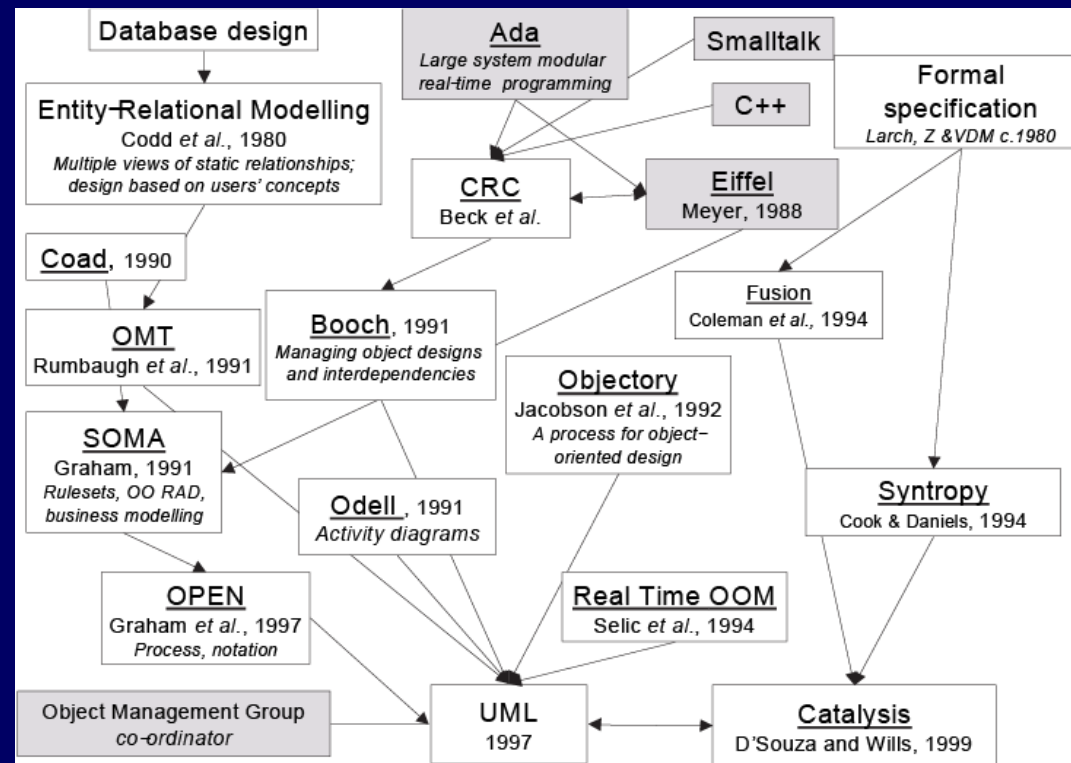 Database design
Ada
Large system modular
real-time programming
Smalltalk
Formal
specification
Larch, Z &VDM c.1980
Entity-Relational Modelling
Codd et al., 1980
Multiple views of static relationships;
design based on users' concepts
C++
CRC
Beck et al.
Eiffel
Meyer, 1988
Coad, 1990
Fusion
Coleman et al., 1994
OMT
Rumbaugh et al., 1991
Booch, 1991
Managing object designs
and interdependencies
Objectory
Jacobson et al., 1992
A process for object-
oriented design
SOMA
Graham, 1991
Rulesets, OO RAD,
business modelling
Odell , 1991
Activity diagrams
Syntropy
Cook & Daniels, 1994
OPEN
Graham et al., 1997
Process, notation
Real Time OOM
Selic et al., 1994
Object Management Group
co-ordinator
UML
1997
Catalysis
D'Souza and Wills, 1999